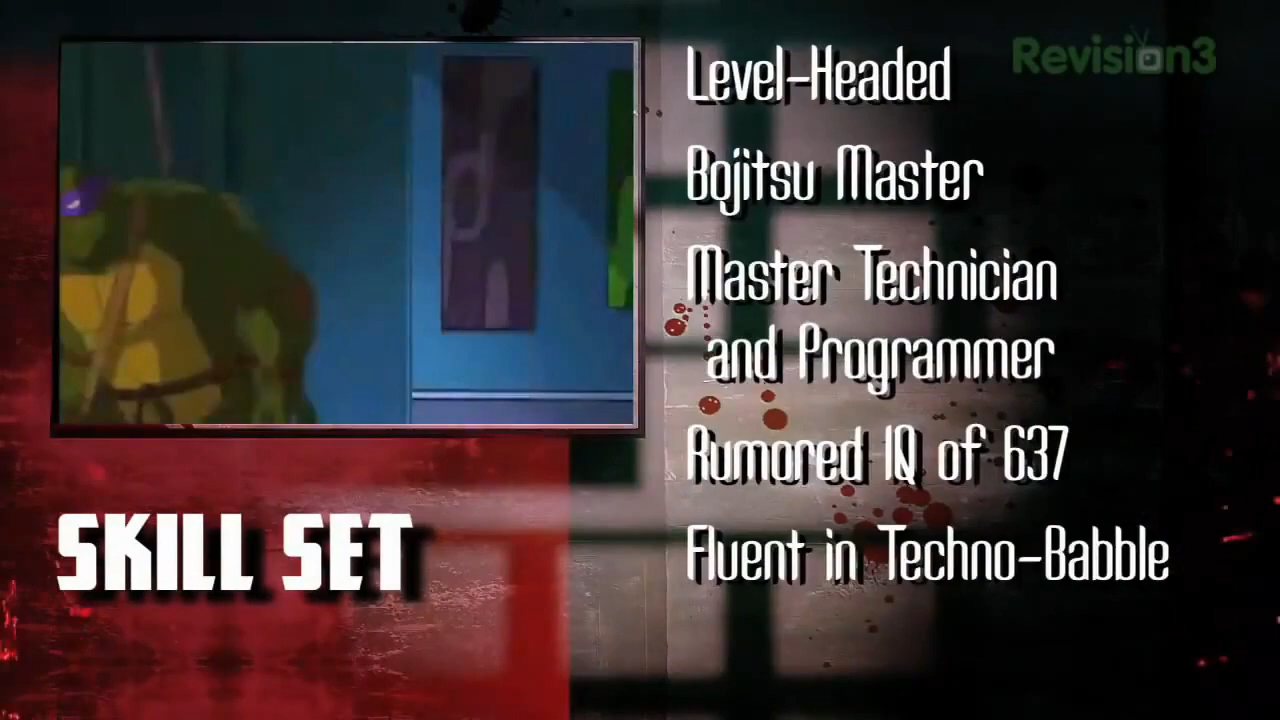 Revision3
Level-Headed
Bojitsu Master
Master Technician
and Programmer
Rumored IQ of 637
Fluent in Techno-Babble
SKILL SET